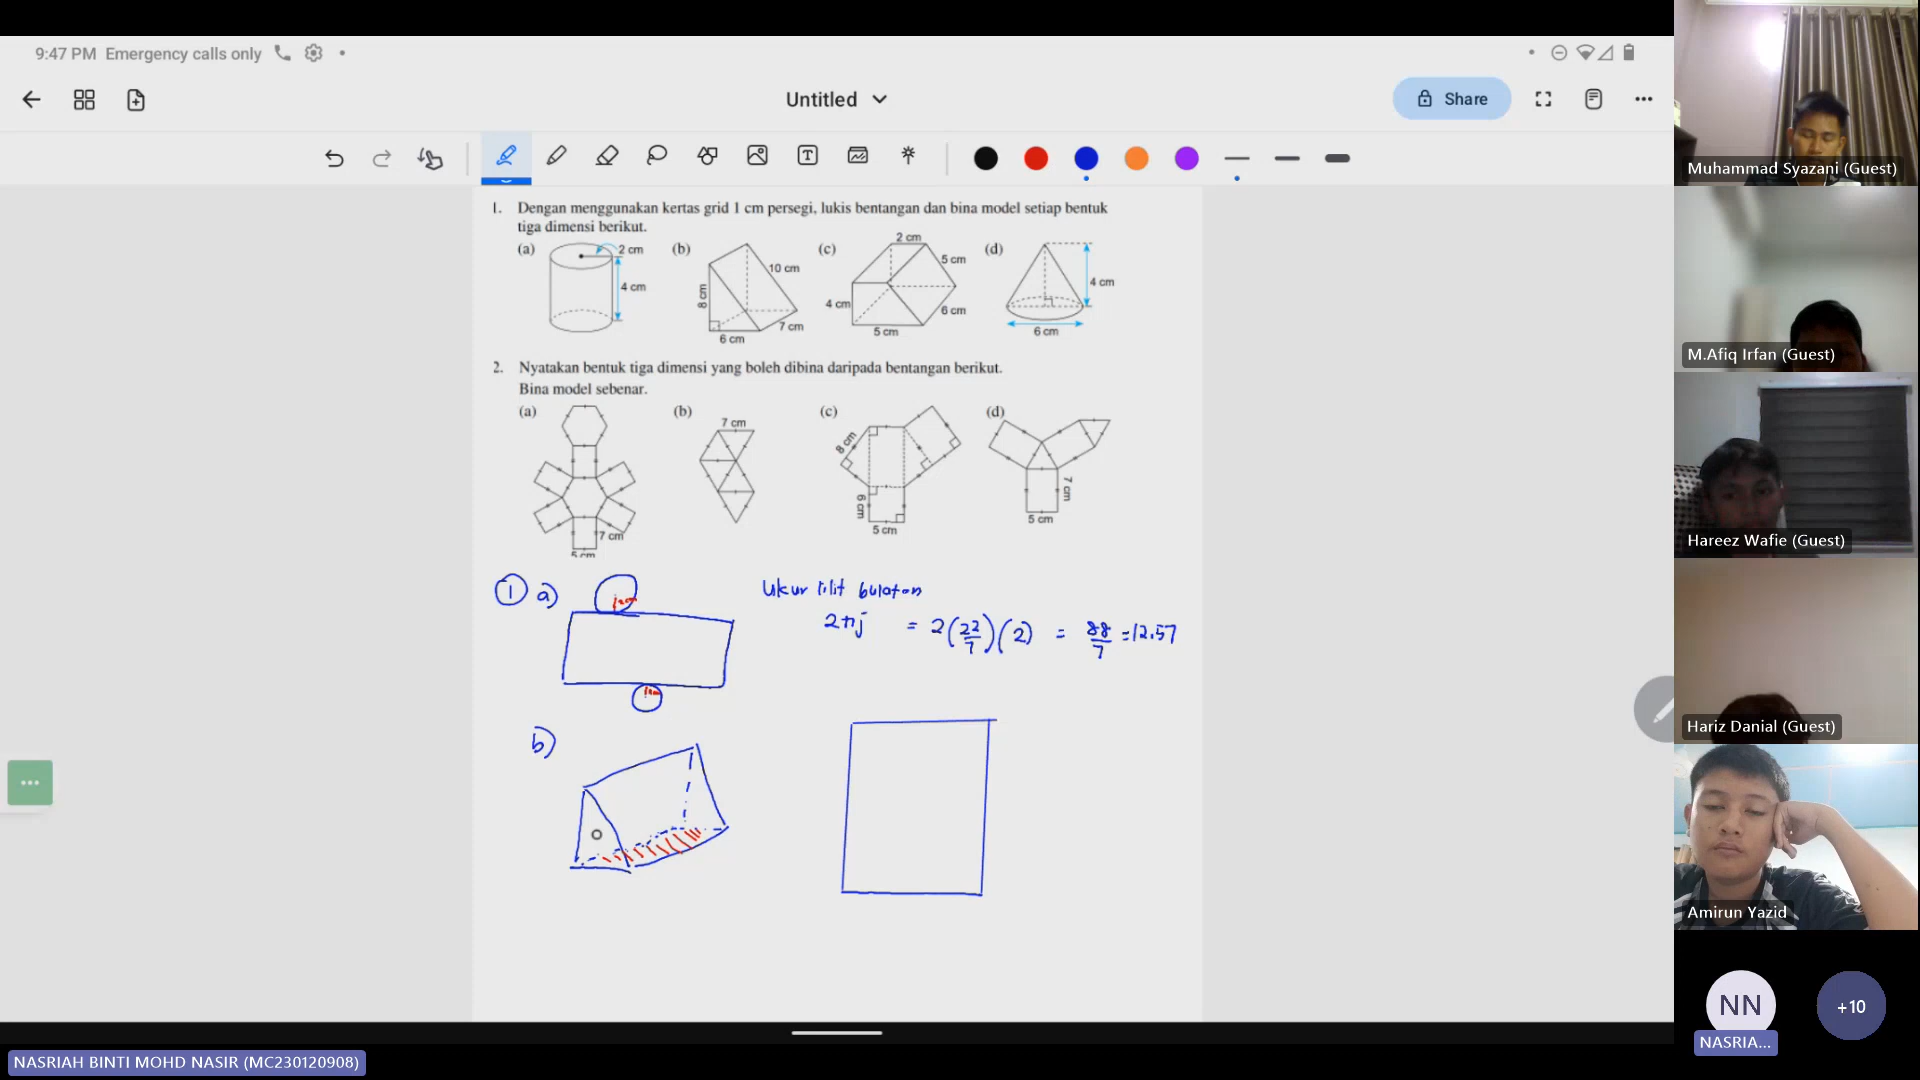 9:47 PM Emergency calls only
Untitled
Share
1. Dengan menggunakan kertas grid 1 cm persegi, lukis bentangan dan bina model setiap bentuk
tiga dimensi berikut.
(a) 2 cm 4 cm
(b) 10 cm 8 cm 7 cm 6 cm
(c) 2 cm 5 cm 4 cm 6 cm 5 cm
(d) 4 cm 6 cm
2. Nyatakan bentuk tiga dimensi yang boleh dibina daripada bentangan berikut.
Bina model sebenar.
(a) 7 cm 5 cm
(b) 7 cm
(c) 8 cm 6 cm 5 cm
(d) 7 cm 5 cm
1 a)
Ukur lilit bulatan
2πj = 2(22/7)(2) = 88/7 = 12.57
b)
Muhammad Syazani (Guest)
M.Afiq Irfan (Guest)
Hareez Wafie (Guest)
Hariz Danial (Guest)
Amirun Yazid
NN
+10
NASRIA...
NASRIAH BINTI MOHD NASIR (MC230120908)